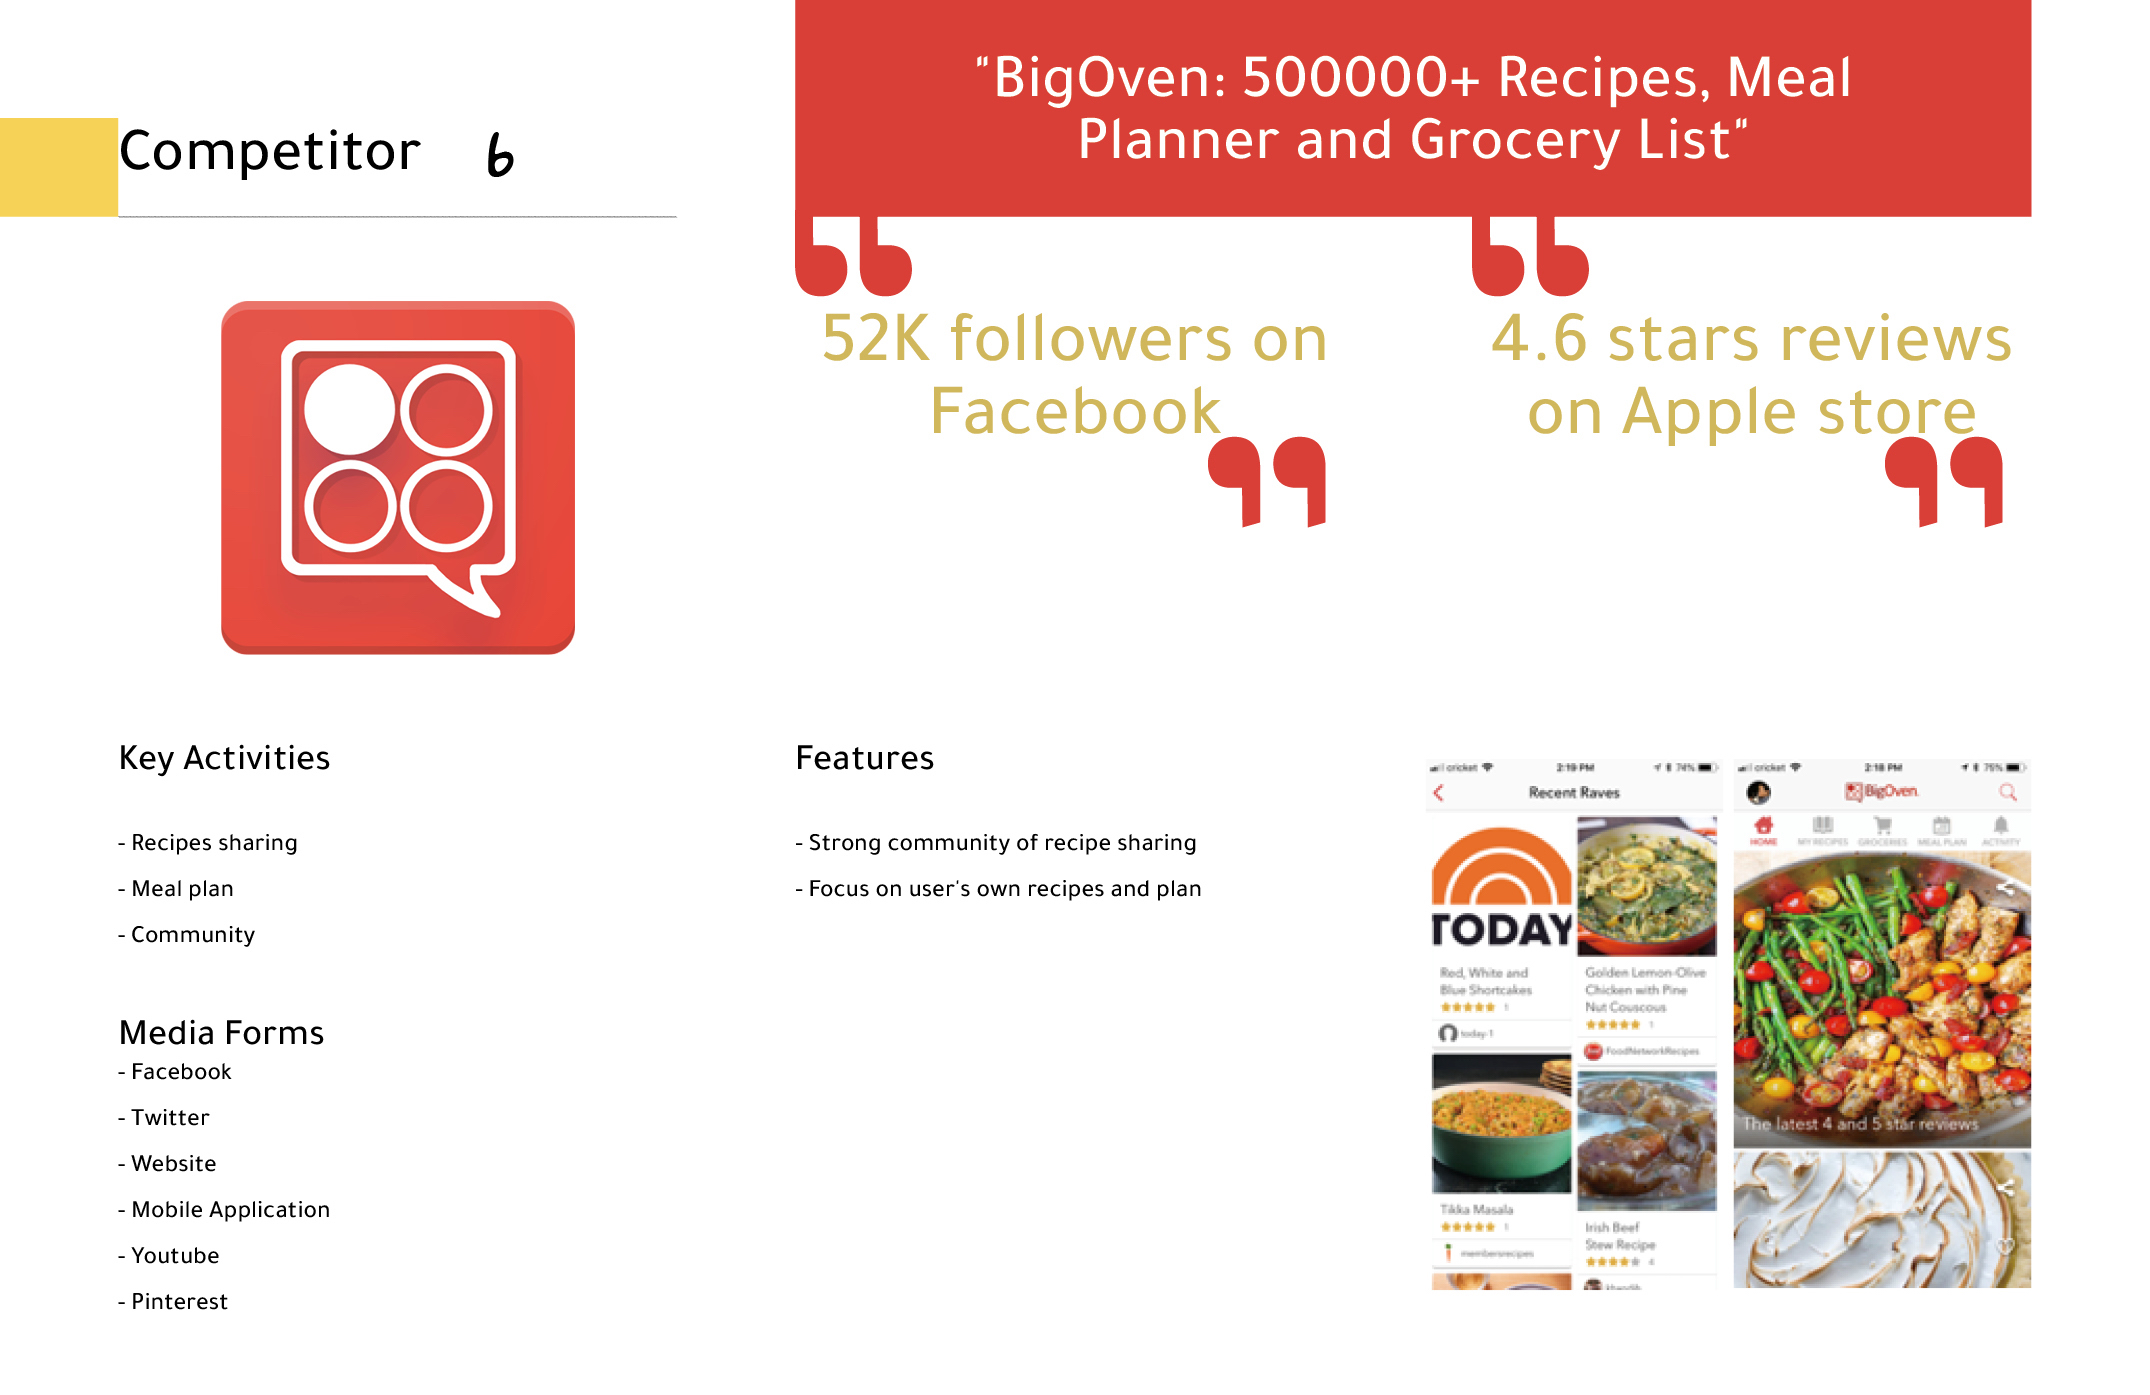 Competitor 6
"BigOven: 500000+ Recipes, Meal
Planner and Grocery List"
52K followers on
Facebook
4.6 stars reviews
on Apple store
Key Activities
- Recipes sharing
- Meal plan
- Community
Media Forms
- Facebook
- Twitter
- Website
- Mobile Application
- Youtube
- Pinterest
Features
- Strong community of recipe sharing
- Focus on user's own recipes and plan
cricket 2:19 PM 74%
Recent Raves
TODAY
Red, White and
Blue Shortcakes
1
today-1
Tikka Masala
1
membersrecipes
Golden Lemon-Olive
Chicken with Pine
Nut Couscous
1
FoodNetworkRecipes
Irish Beef
Stew Recipe
4
cricket 2:18 PM 75%
BigOven
HOME MY RECIPES GROCERIES MEAL PLAN ACTIVITY
The latest 4 and 5 star reviews